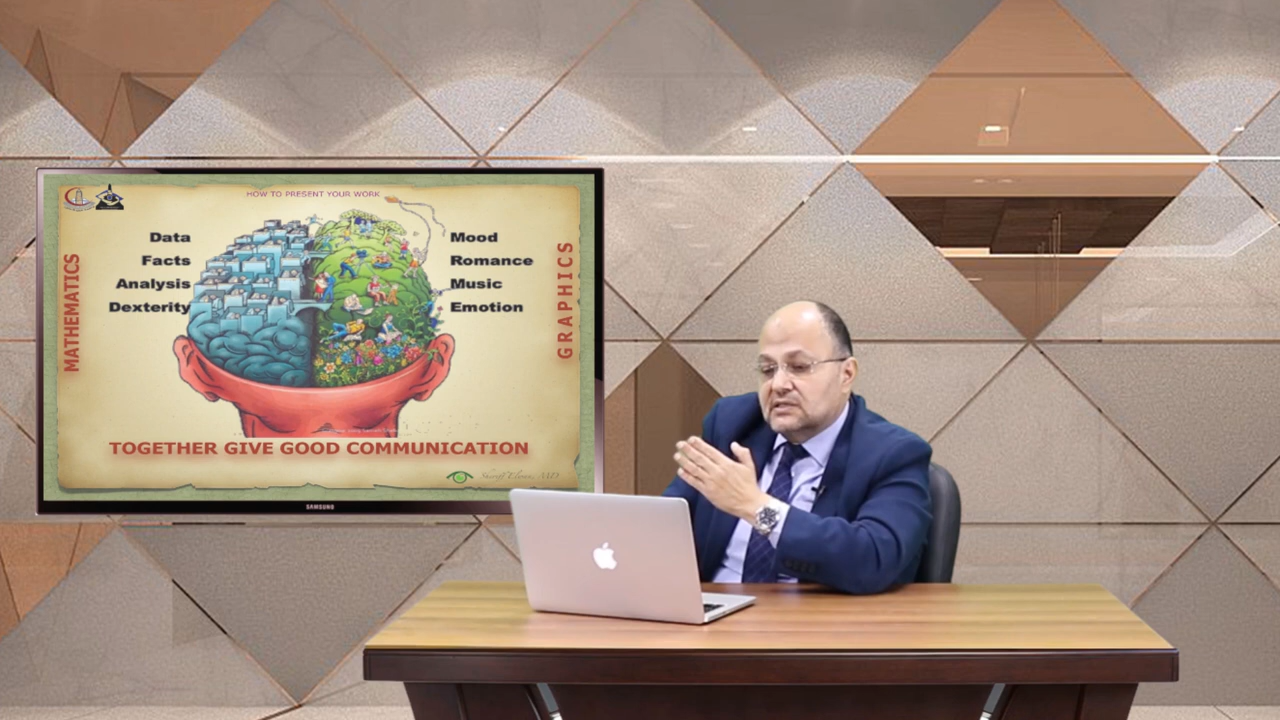 HOW TO PRESENT YOUR WORK
MATHEMATICS
Data
Facts
Analysis
Dexterity
Mood
Romance
Music
Emotion
GRAPHICS
TOGETHER GIVE GOOD COMMUNICATION
MD
SAMSUNG